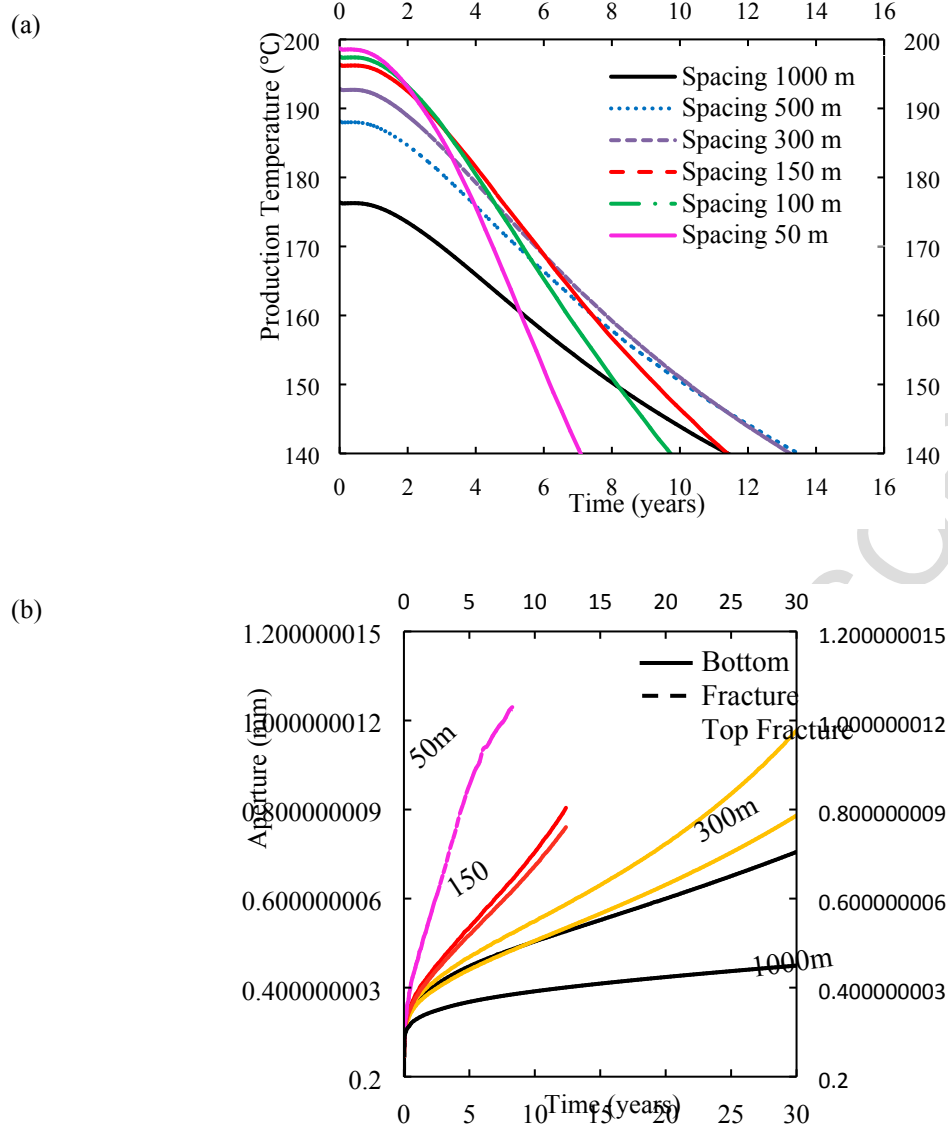 (a)
0 2 4 6 8 10 12 14 16
200 200
190 190
180 180
170 170
160 160
150 150
140 140
Production Temperature (°C)
Spacing 1000 m
Spacing 500 m
Spacing 300 m
Spacing 150 m
Spacing 100 m
Spacing 50 m
0 2 4 6 8 10 12 14 16
Time (years)
(b)
0 5 10 15 20 25 30
1.200000015 1.200000015
1.000000012 1.000000012
0.800000009 0.800000009
0.600000006 0.600000006
0.400000003 0.400000003
0.2 0.2
Aperture (mm)
Bottom
Fracture
Top Fracture
50m
150
300m
1000m
0 5 10 15 20 25 30
Time (years)